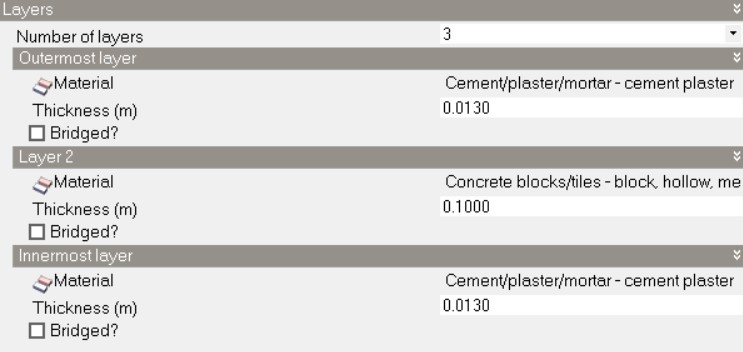 Layers
Number of layers 3
Outermost layer
Material Cement/plaster/mortar - cement plaster
Thickness (m) 0.0130
Bridged?
Layer 2
Material Concrete blocks/tiles - block, hollow, me
Thickness (m) 0.1000
Bridged?
Innermost layer
Material Cement/plaster/mortar - cement plaster
Thickness (m) 0.0130
Bridged?